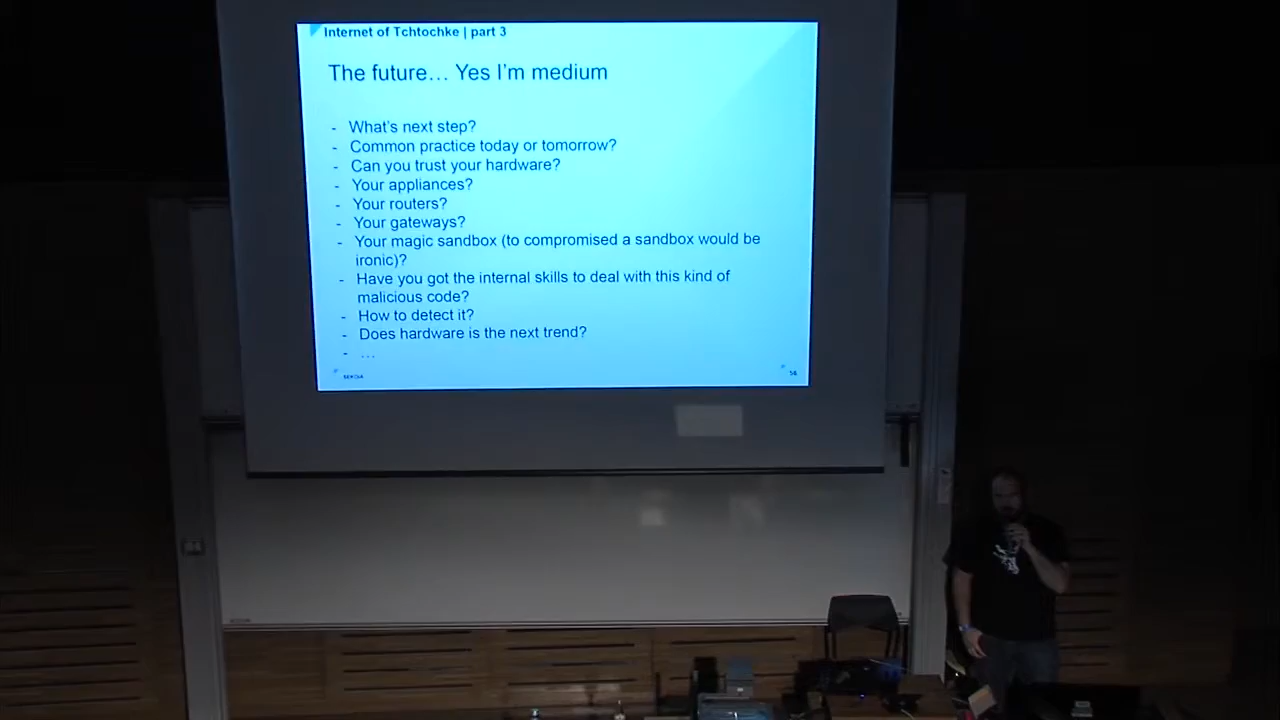 Internet of Tchtochke | part 3
The future… Yes I'm medium
- What's next step?
- Common practice today or tomorrow?
- Can you trust your hardware?
- Your appliances?
- Your routers?
- Your gateways?
- Your magic sandbox (to compromised a sandbox would be
ironic)?
- Have you got the internal skills to deal with this kind of
malicious code?
- How to detect it?
- Does hardware is the next trend?
- …
SEKOIA